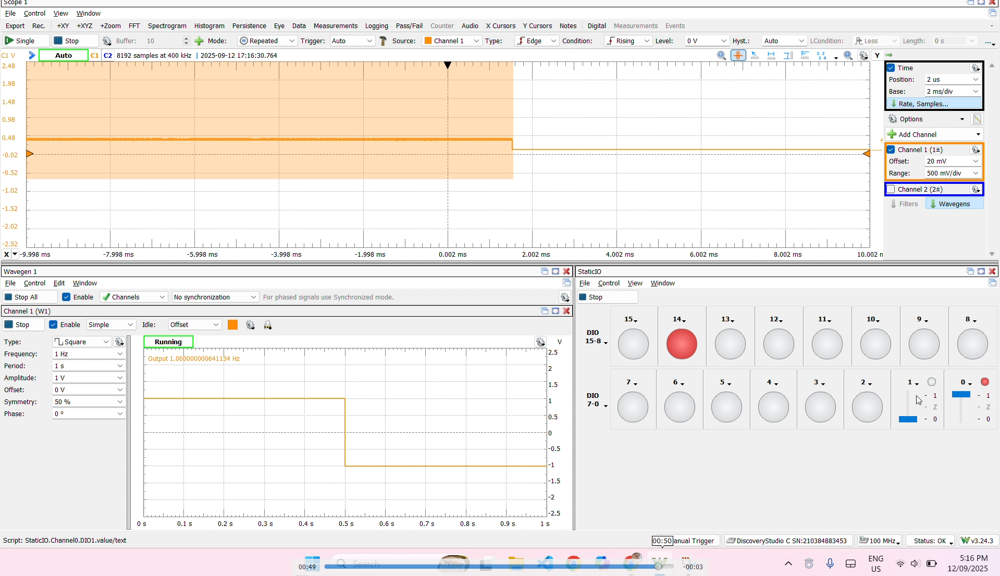 Scope 1
File Control View Window
Export Rec. +XY +XYZ +Zoom FFT Spectrogram Histogram Persistence Eye Data Measurements Logging Pass/Fail Counter Audio X Cursors Y Cursors Notes Digital Measurements Events
Single Stop Buffer: 10 Mode: Repeated Trigger: Auto Source: Channel 1 Type: Edge Condition: Rising Level: 0 V Hyst.: Auto LCondition: Less Length: 0 s ...
C1 V Auto C1 C2 8192 samples at 400 kHz | 2025-09-12 17:16:30.764 Y
2.48
1.98
1.48
0.98
0.48
-0.02
-0.52
-1.02
-1.52
-2.02
-2.52
X -9.998 ms -7.998 ms -5.998 ms -3.998 ms -1.998 ms 0.002 ms 2.002 ms 4.002 ms 6.002 ms 8.002 ms 10.002 m
Time
Position: 2 us
Base: 2 ms/div
Rate, Samples...
Options
Add Channel
Channel 1 (1±)
Offset: 20 mV
Range: 500 mV/div
Channel 2 (2±)
Filters Wavegens
Wavegen 1
File Control Edit Window
Stop All Enable Channels No synchronization For phased signals use Synchronized mode.
Channel 1 (W1)
Stop Enable Simple Idle: Offset
Type: Square
Frequency: 1 Hz
Period: 1 s
Amplitude: 1 V
Offset: 0 V
Symmetry: 50 %
Phase: 0 º
Running V
Output 1.000000000641134 Hz
2.5
2
1.5
1
0.5
0
-0.5
-1
-1.5
-2
-2.5
0 s 0.1 s 0.2 s 0.3 s 0.4 s 0.5 s 0.6 s 0.7 s 0.8 s 0.9 s 1 s
StaticIO
File Control View Window
Stop
DIO 15-8
15 14 13 12 11 10 9 8
DIO 7-0
7 6 5 4 3 2 1 0
- 1 - 1
- Z - Z
- 0 - 0
Script: StaticIO.Channel0.DIO1.value/text
00:50 anual Trigger DiscoveryStudio C SN:210384B83453 100 MHz Status: OK v3.24.3
00:49 Search -00:03
ENG
US
5:16 PM
12/09/2025